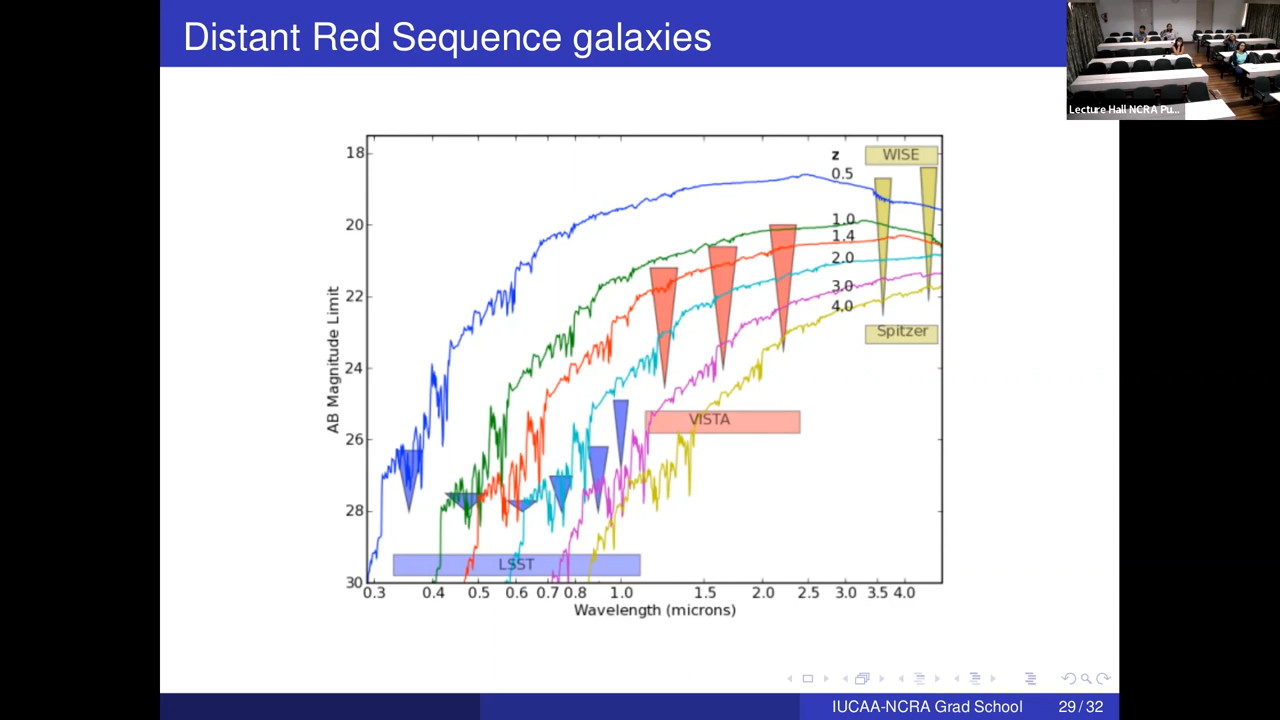 Distant Red Sequence galaxies
Lecture Hall NCRA Pu...
18
20
22
24
26
28
30
AB Magnitude Limit
z
0.5
1.0
1.4
2.0
3.0
4.0
WISE
Spitzer
VISTA
LSST
0.3 0.4 0.5 0.6 0.7 0.8 1.0 1.5 2.0 2.5 3.0 3.5 4.0
Wavelength (microns)
IUCAA-NCRA Grad School 29 / 32